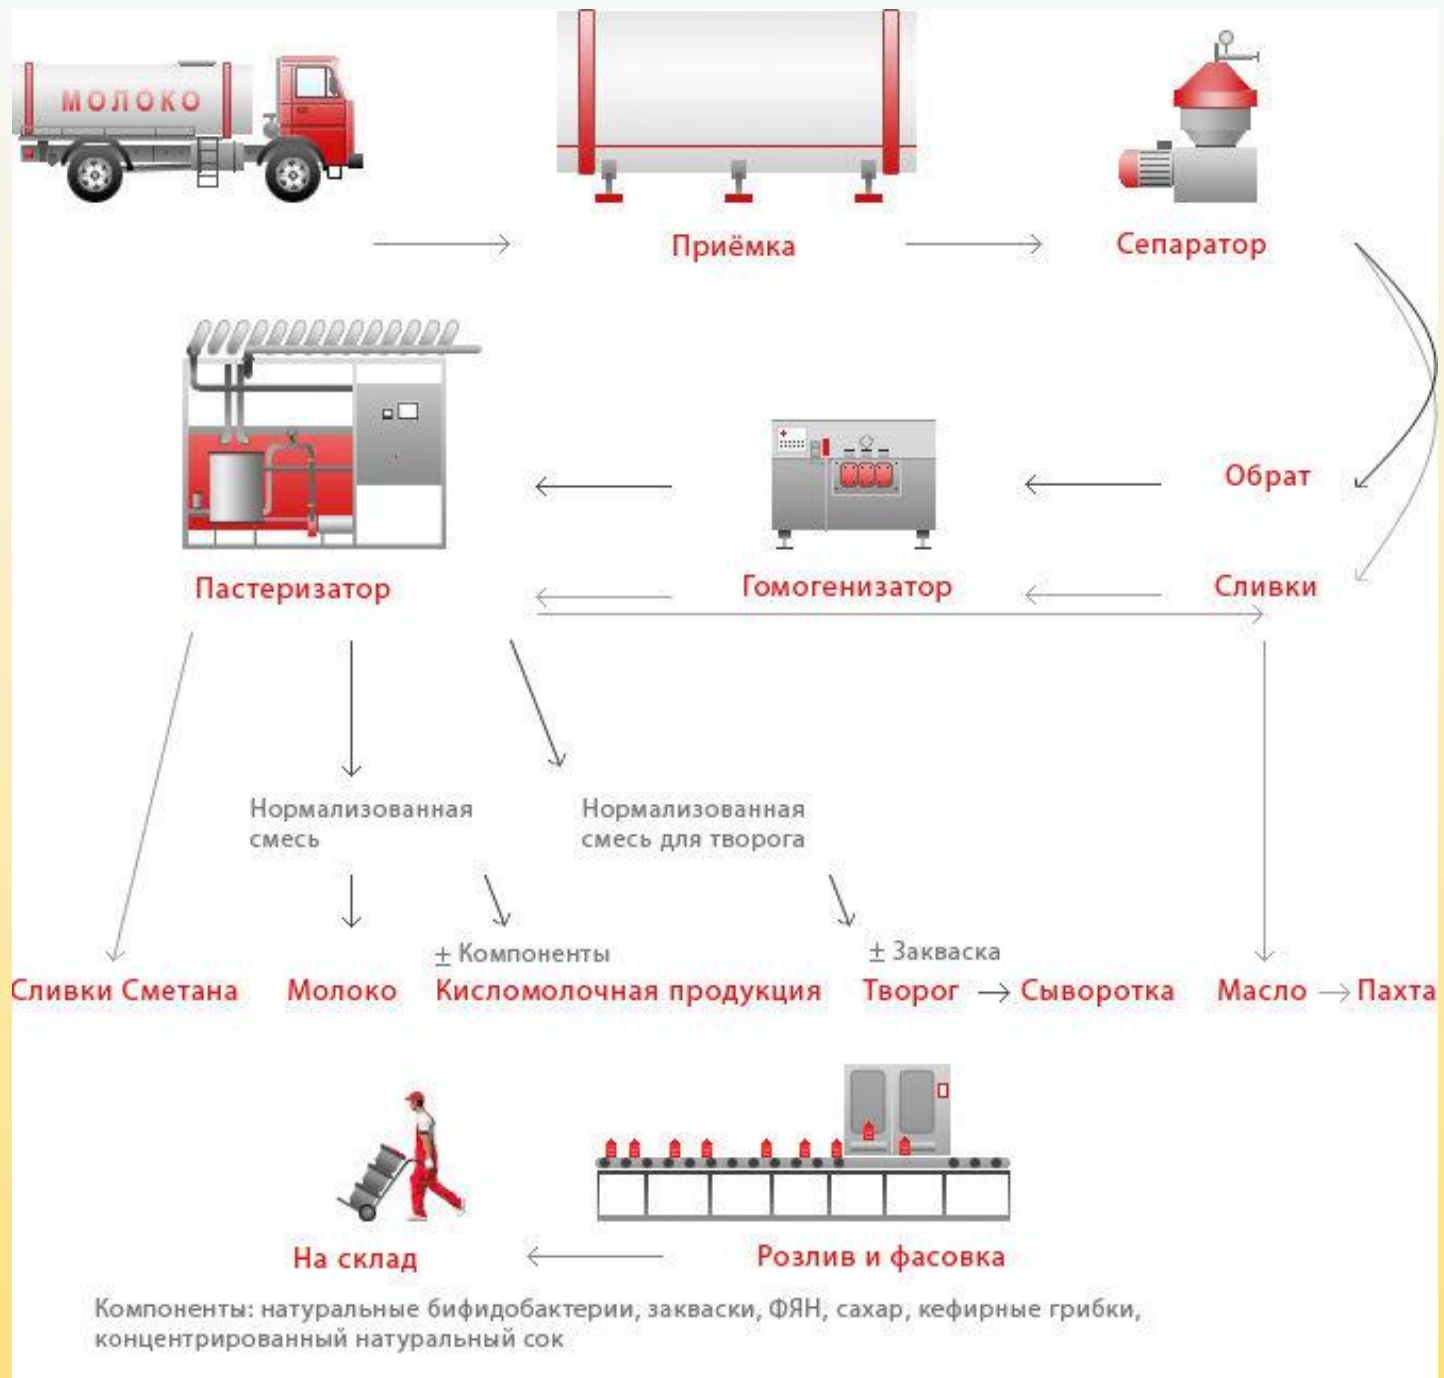 МОЛОКО
Приёмка
Сепаратор
Обрат
Пастеризатор
Гомогенизатор
Сливки
Нормализованная
смесь
Нормализованная
смесь для творога
± Компоненты
± Закваска
Сливки Сметана
Молоко
Кисломолочная продукция
Творог
Сыворотка
Масло
Пахта
На склад
Розлив и фасовка
Компоненты: натуральные бифидобактерии, закваски, ФЯН, сахар, кефирные грибки,
концентрированный натуральный сок